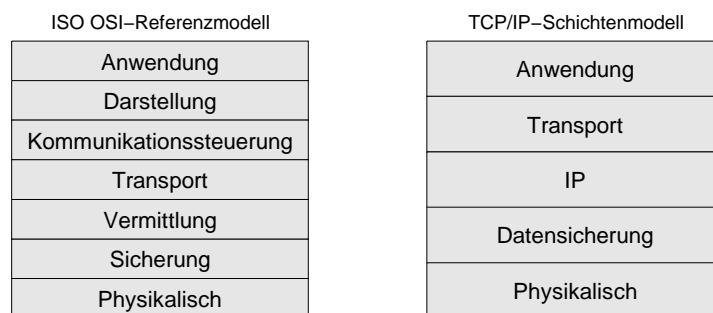 ISO OSI–Referenzmodell
Anwendung
Darstellung
Kommunikationssteuerung
Transport
Vermittlung
Sicherung
Physikalisch
TCP/IP–Schichtenmodell
Anwendung
Transport
IP
Datensicherung
Physikalisch